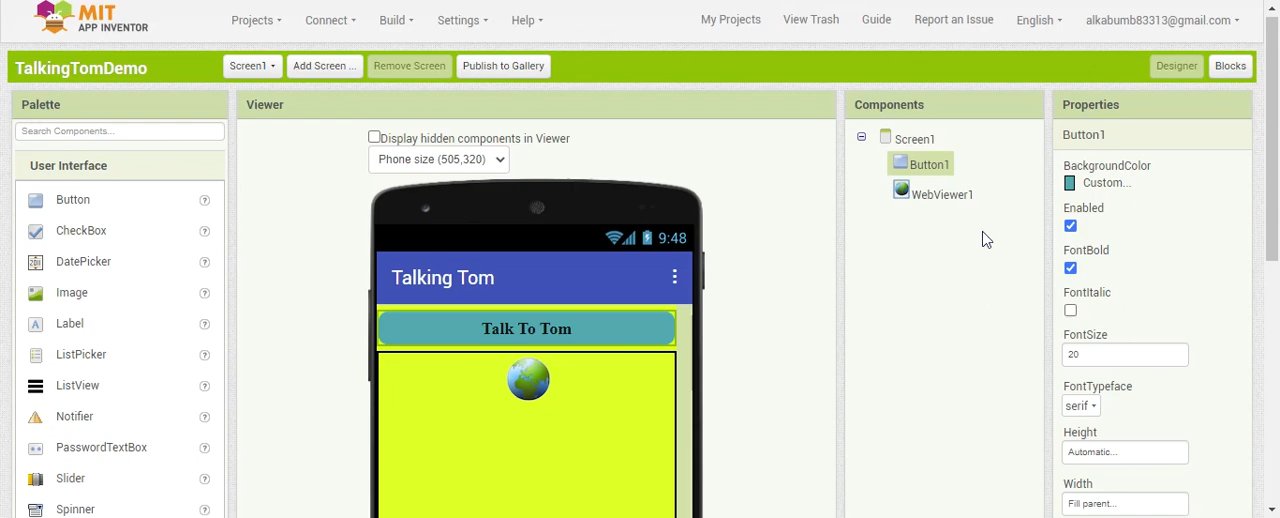 MIT
APP INVENTOR
Projects Connect Build Settings Help My Projects View Trash Guide Report an Issue English alkabumb83313@gmail.com
TalkingTomDemo Screen1 Add Screen ... Remove Screen Publish to Gallery Designer Blocks
Palette
Search Components...
User Interface
Button ?
CheckBox ?
DatePicker ?
Image ?
Label ?
ListPicker ?
ListView ?
Notifier ?
PasswordTextBox ?
Slider ?
Spinner ?
Viewer
Display hidden components in Viewer
Phone size (505,320)
9:48
Talking Tom
Talk To Tom
Components
Screen1
Button1
WebViewer1
Properties
Button1
BackgroundColor
Custom...
Enabled
FontBold
FontItalic
FontSize
20
FontTypeface
serif
Height
Automatic...
Width
Fill parent...